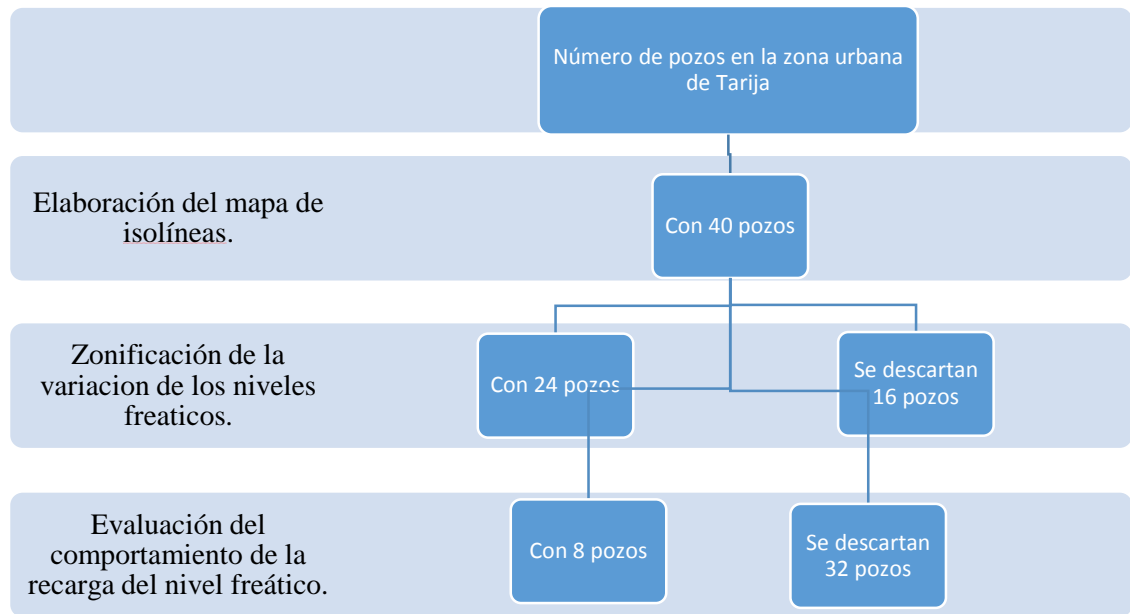 Número de pozos en la zona urbana
de Tarija
Elaboración del mapa de
isolíneas.
Con 40 pozos
Zonificación de la
variacion de los niveles
freaticos.
Con 24 pozos
Se descartan
16 pozos
Evaluación del
comportamiento de la
recarga del nivel freático.
Con 8 pozos
Se descartan
32 pozos